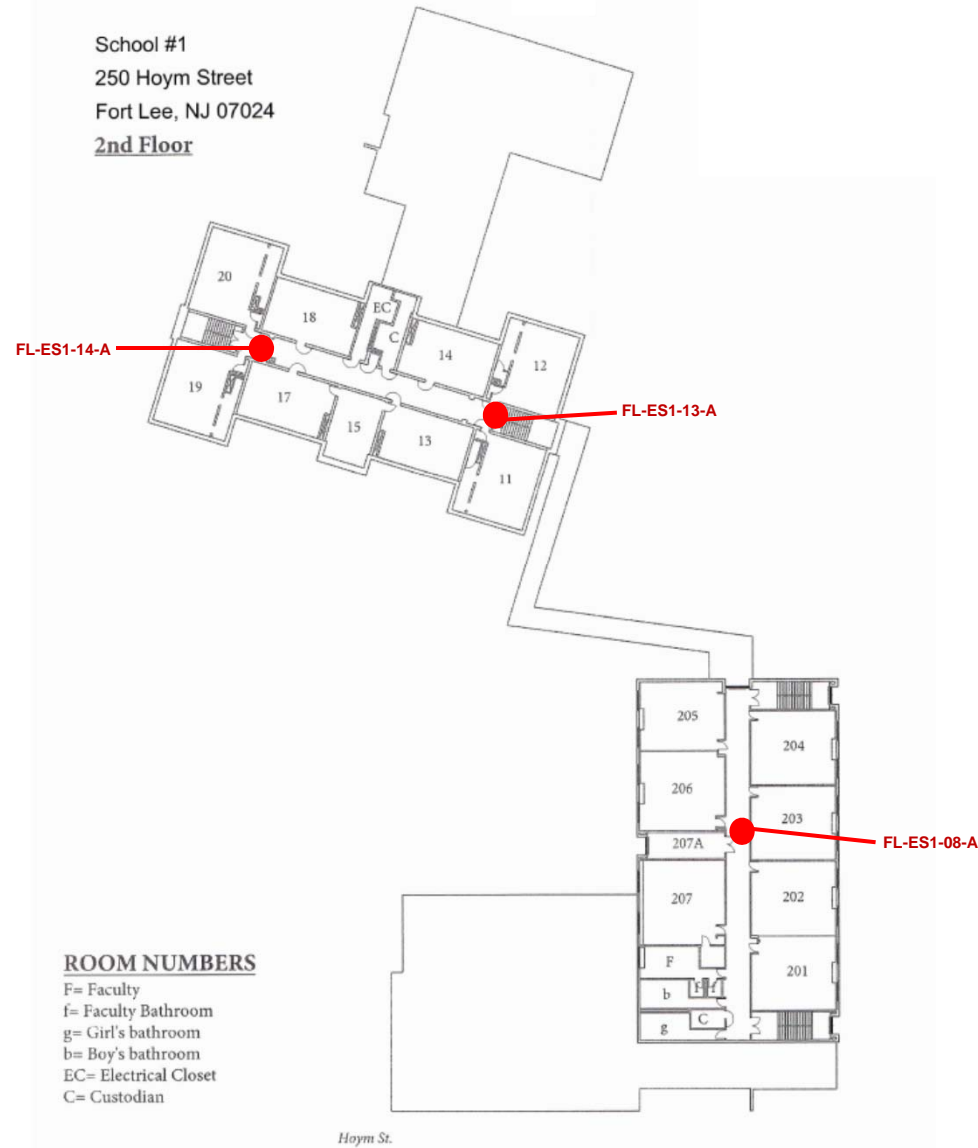 School #1
250 Hoym Street
Fort Lee, NJ 07024
2nd Floor
20
18
EC
C
14
12
FL-ES1-14-A
19
17
15
13
11
FL-ES1-13-A
205
204
206
203
207A
FL-ES1-08-A
207
202
F
201
b
f
f
C
g
ROOM NUMBERS
F= Faculty
f= Faculty Bathroom
g= Girl's bathroom
b= Boy's bathroom
EC= Electrical Closet
C= Custodian
Hoym St.